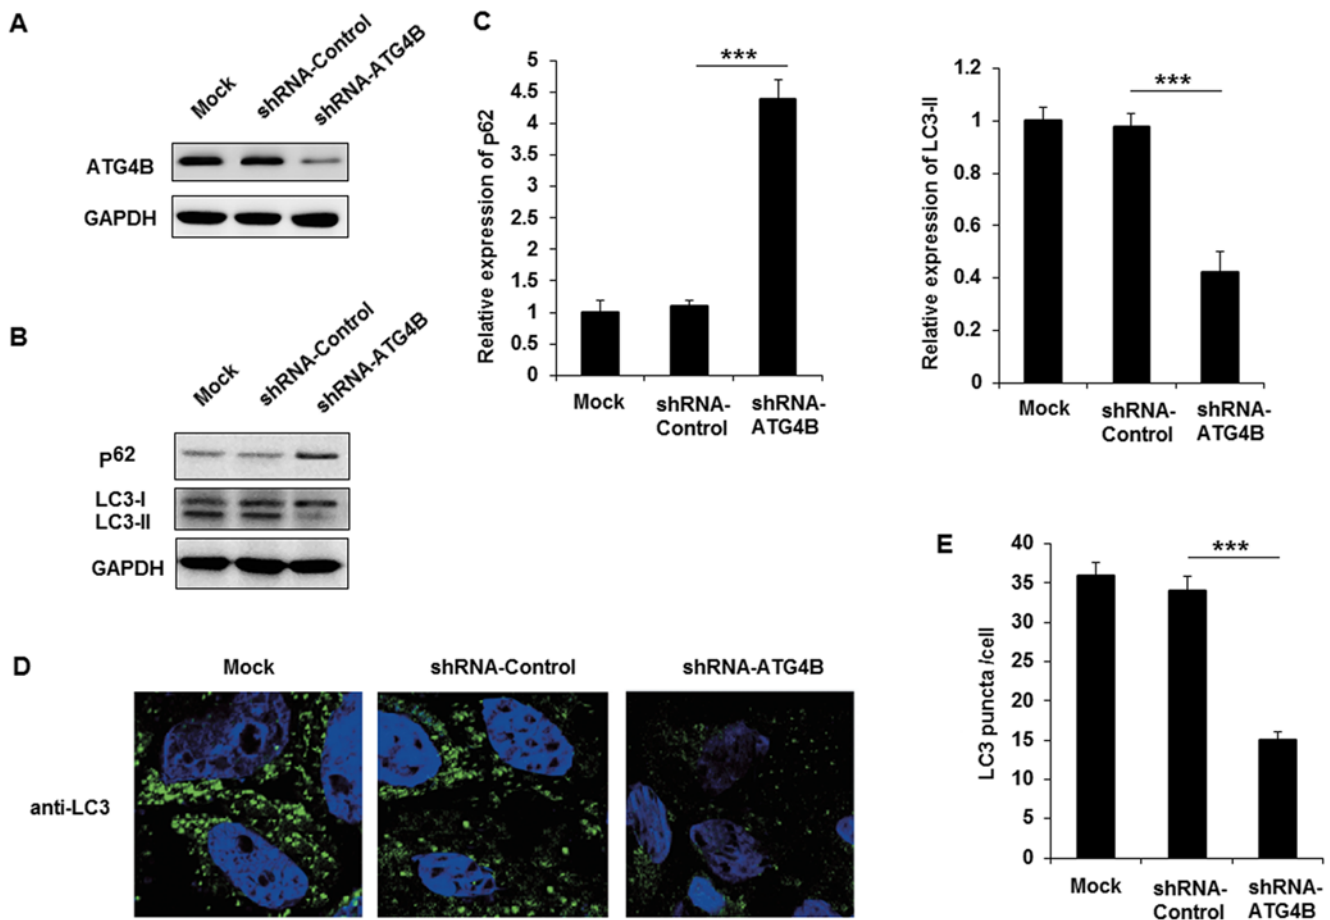 A
Mock
shRNA-Control
shRNA-ATG4B
ATG4B
GAPDH
B
Mock
shRNA-Control
shRNA-ATG4B
P62
LC3-I
LC3-II
GAPDH
C
Relative expression of p62
5
4.5
4
3.5
3
2.5
2
1.5
1
0.5
0
***
Mock
shRNA-
Control
shRNA-
ATG4B
Relative expression of LC3-II
1.2
1
0.8
0.6
0.4
0.2
0
***
Mock
shRNA-
Control
shRNA-
ATG4B
D
Mock
shRNA-Control
shRNA-ATG4B
anti-LC3
E
LC3 puncta /cell
40
35
30
25
20
15
10
5
0
***
Mock
shRNA-
Control
shRNA-
ATG4B